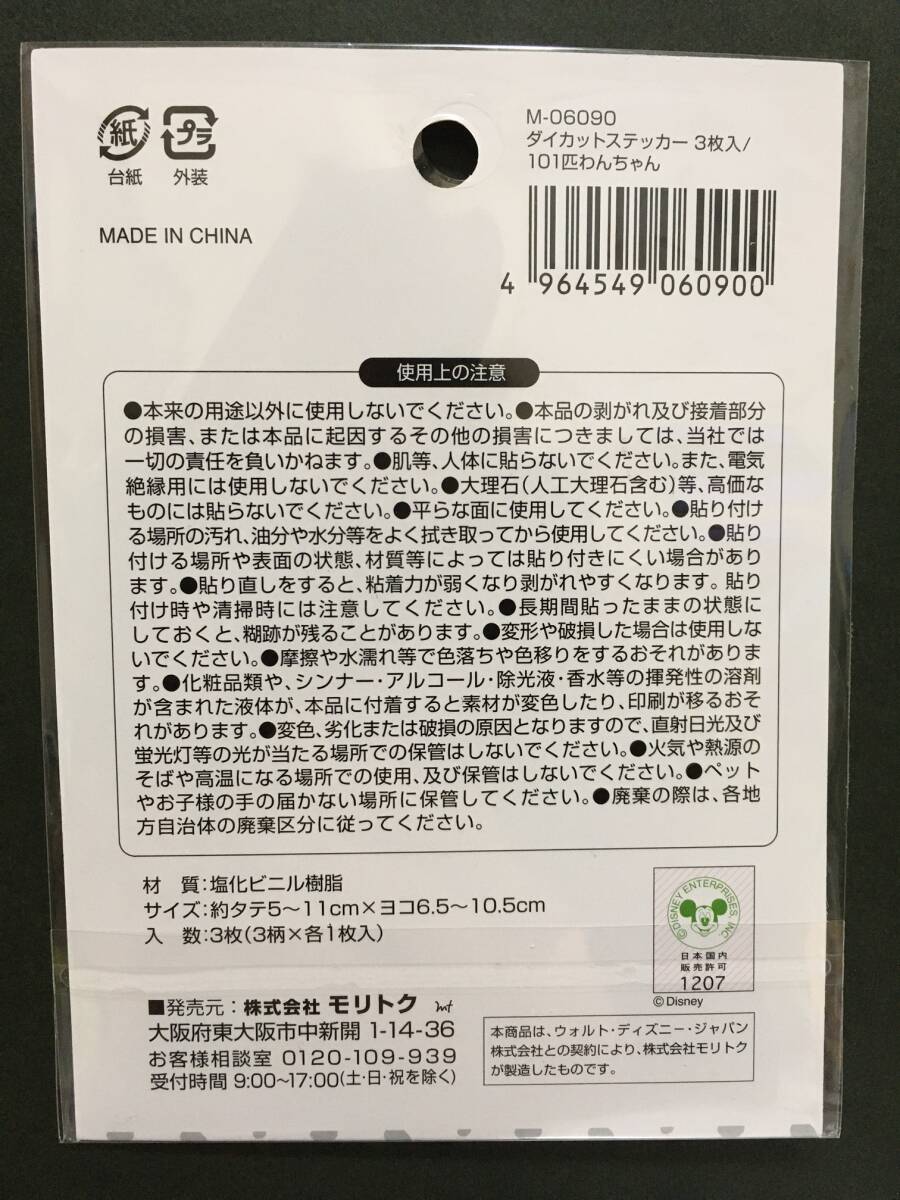 紙
プラ
台紙 外装
MADE IN CHINA
M-06090
ダイカットステッカー 3枚入/
101匹わんちゃん
4 964549 060900
使用上の注意
●本来の用途以外に使用しないでください。●本品の剥がれ及び接着部分
の損害、または本品に起因するその他の損害につきましては、当社では
一切の責任を負いかねます。●肌等、人体に貼らないでください。また、電気
絶縁用には使用しないでください。●大理石(人工大理石含む)等、高価な
ものには貼らないでください。●平らな面に使用してください。●貼り付け
る場所の汚れ、油分や水分等をよく拭き取ってから使用してください。●貼り
付ける場所や表面の状態、材質等によっては貼り付きにくい場合があり
ます。●貼り直しをすると、粘着力が弱くなり剥がれやすくなります。貼り
付け時や清掃時には注意してください。●長期間貼ったままの状態に
しておくと、糊跡が残ることがあります。●変形や破損した場合は使用しな
いでください。●摩擦や水濡れ等で色落ちや色移りをするおそれがありま
す。●化粧品類や、シンナー・アルコール・除光液・香水等の揮発性の溶剤
が含まれた液体が、本品に付着すると素材が変色したり、印刷が移るおそ
れがあります。●変色、劣化または破損の原因となりますので、直射日光及び
蛍光灯等の光が当たる場所での保管はしないでください。●火気や熱源の
そばや高温になる場所での使用、及び保管はしないでください。●ペット
やお子様の手の届かない場所に保管してください。●廃棄の際は、各地
方自治体の廃棄区分に従ってください。
材 質:塩化ビニル樹脂
サイズ:約タテ5～11cm×ヨコ6.5～10.5cm
入 数:3枚(3柄×各1枚入)
©DISNEY ENTERPRISES, INC
日本国内
販売許可
1207
©Disney
■発売元:株式会社 モリトク mt
大阪府東大阪市中新開 1-14-36
お客様相談室 0120-109-939
受付時間 9:00～17:00(土・日・祝を除く)
本商品は、ウォルト・ディズニー・ジャパン
株式会社との契約により、株式会社モリトク
が製造したものです。